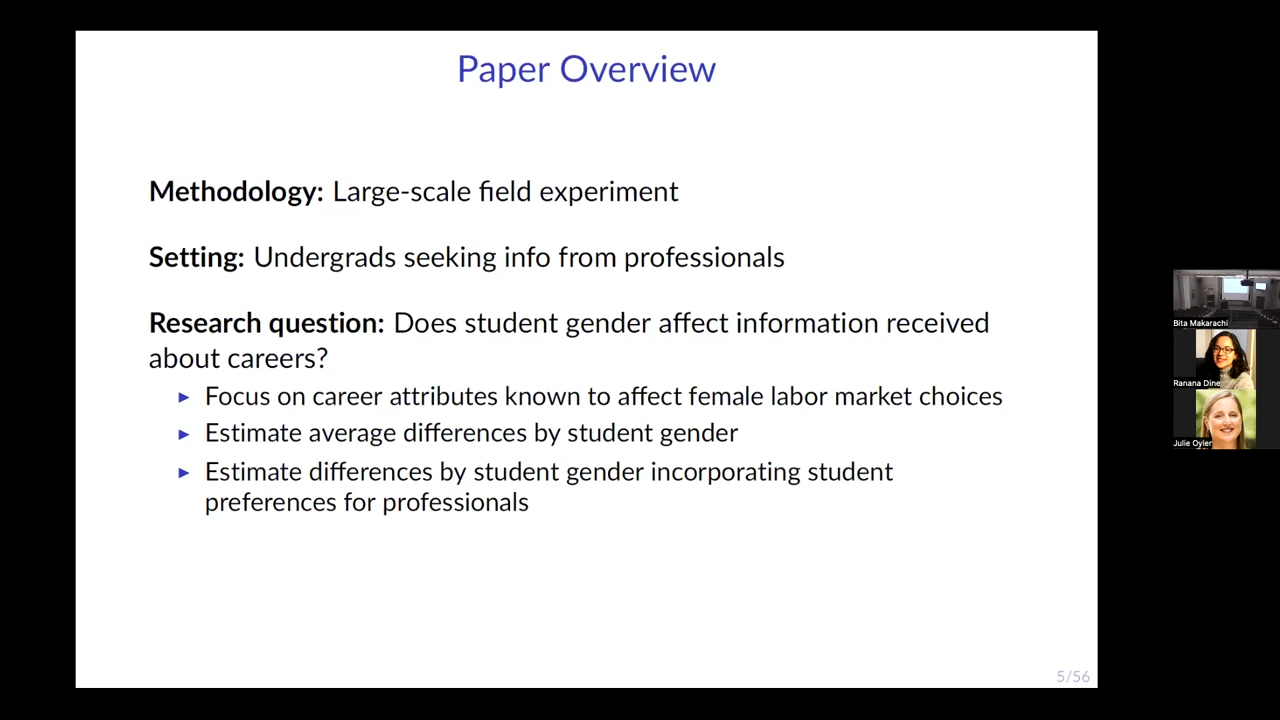 Paper Overview
Methodology: Large-scale field experiment
Setting: Undergrads seeking info from professionals
Research question: Does student gender affect information received
about careers?
▶ Focus on career attributes known to affect female labor market choices
▶ Estimate average differences by student gender
▶ Estimate differences by student gender incorporating student
preferences for professionals
5/56
Bita Makarachi
Ranana Dine
Julie Oyler